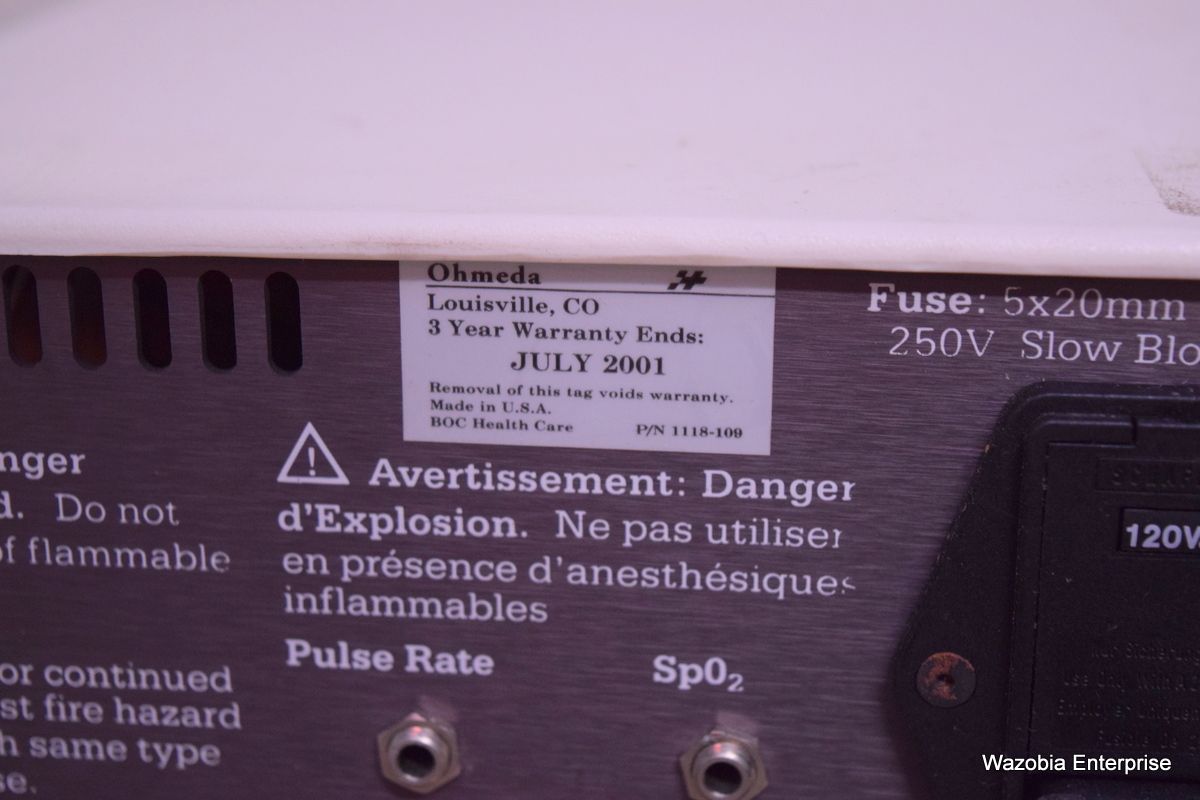 Ohmeda
Louisville, CO
3 Year Warranty Ends:
JULY 2001
Removal of this tag voids warranty.
Made in U.S.A.
BOC Health Care P/N 1118-109
Fuse: 5x20mm
250V Slow Blo
nger
d. Do not
of flammable
Avertissement: Danger
d'Explosion. Ne pas utiliser
en présence d'anesthésiques
inflammables
or continued
st fire hazard
h same type
se.
Pulse Rate
SpO2
120V
Wazobia Enterprise